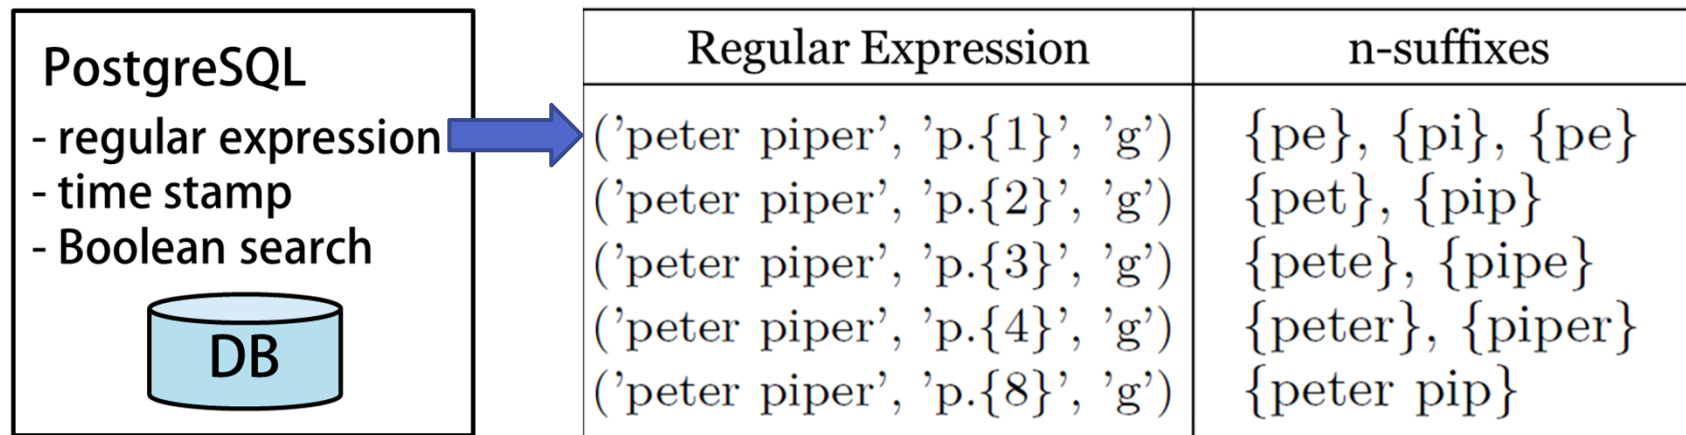 PostgreSQL
- regular expression
- time stamp
- Boolean search
DB
Regular Expression n-suffixes
('peter piper', 'p.{1}', 'g') {pe}, {pi}, {pe}
('peter piper', 'p.{2}', 'g') {pet}, {pip}
('peter piper', 'p.{3}', 'g') {pete}, {pipe}
('peter piper', 'p.{4}', 'g') {peter}, {piper}
('peter piper', 'p.{8}', 'g') {peter pip}